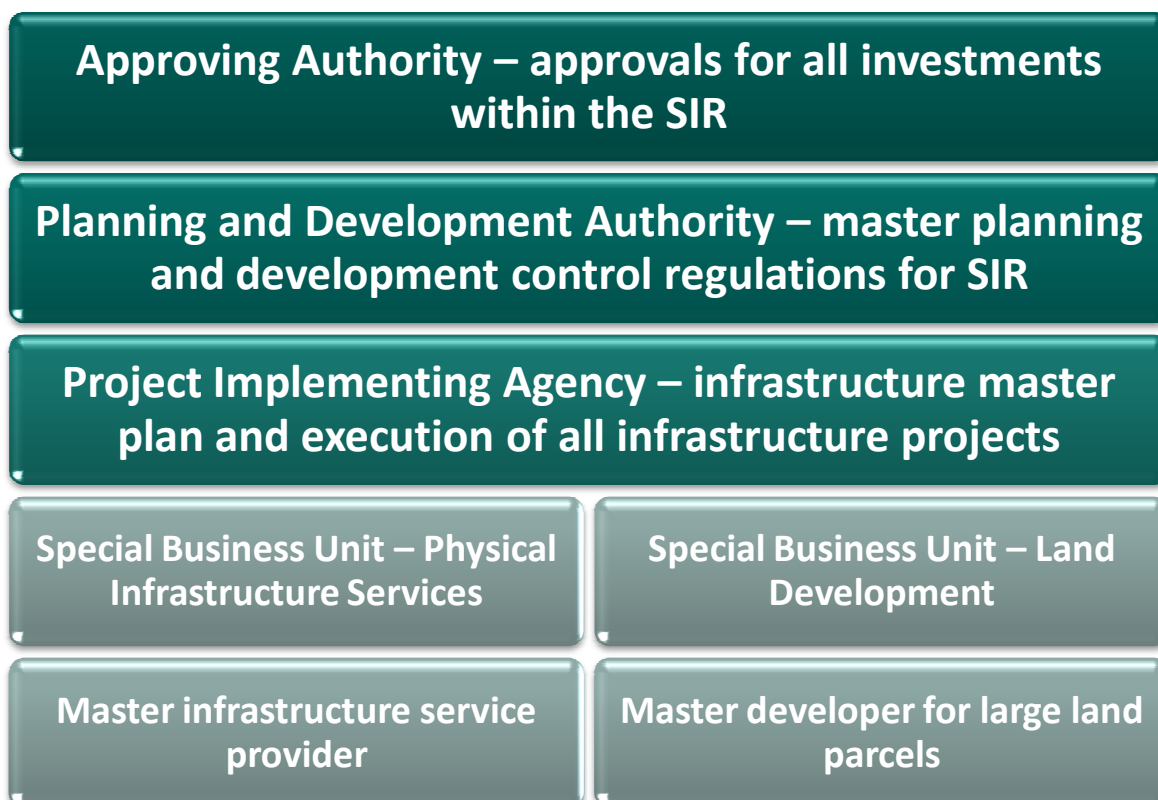 Approving Authority – approvals for all investments
within the SIR
Planning and Development Authority – master planning
and development control regulations for SIR
Project Implementing Agency – infrastructure master
plan and execution of all infrastructure projects
Special Business Unit – Physical
Infrastructure Services
Special Business Unit – Land
Development
Master infrastructure service
provider
Master developer for large land
parcels